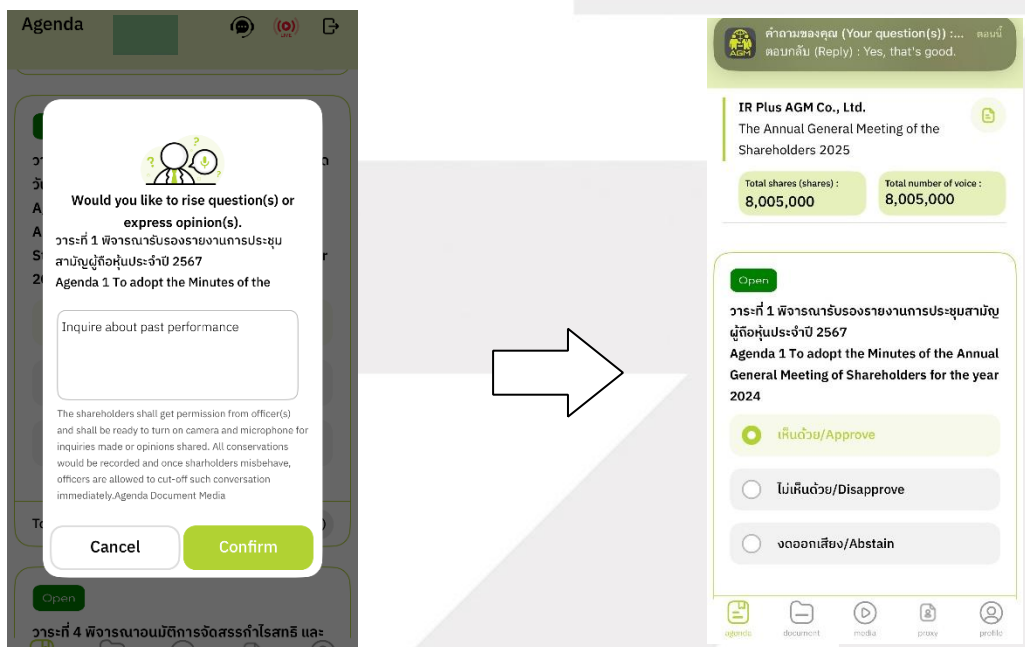 Agenda
LIVE
Would you like to rise question(s) or
express opinion(s).
วาระที่ 1 พิจารณารับรองรายงานการประชุม
สามัญผู้ถือหุ้นประจำปี 2567
Agenda 1 To adopt the Minutes of the
Inquire about past performance
The shareholders shall get permission from officer(s)
and shall be ready to turn on camera and microphone for
inquiries made or opinions shared. All conservations
would be recorded and once sharholders misbehave,
officers are allowed to cut-off such conversation
immediately.Agenda Document Media
Cancel
Confirm
Open
วาระที่ 4 พิจารณาอนุมัติการจัดสรรกำไรสุทธิ และ
AGM
คำถามของคุณ (Your question(s)) :...
ตอนนี้
ตอบกลับ (Reply) : Yes, that's good.
IR Plus AGM Co., Ltd.
The Annual General Meeting of the
Shareholders 2025
Total shares (shares) :
8,005,000
Total number of voice :
8,005,000
Open
วาระที่ 1 พิจารณารับรองรายงานการประชุมสามัญ
ผู้ถือหุ้นประจำปี 2567
Agenda 1 To adopt the Minutes of the Annual
General Meeting of Shareholders for the year
2024
เห็นด้วย/Approve
ไม่เห็นด้วย/Disapprove
งดออกเสียง/Abstain
agenda
document
media
proxy
profile